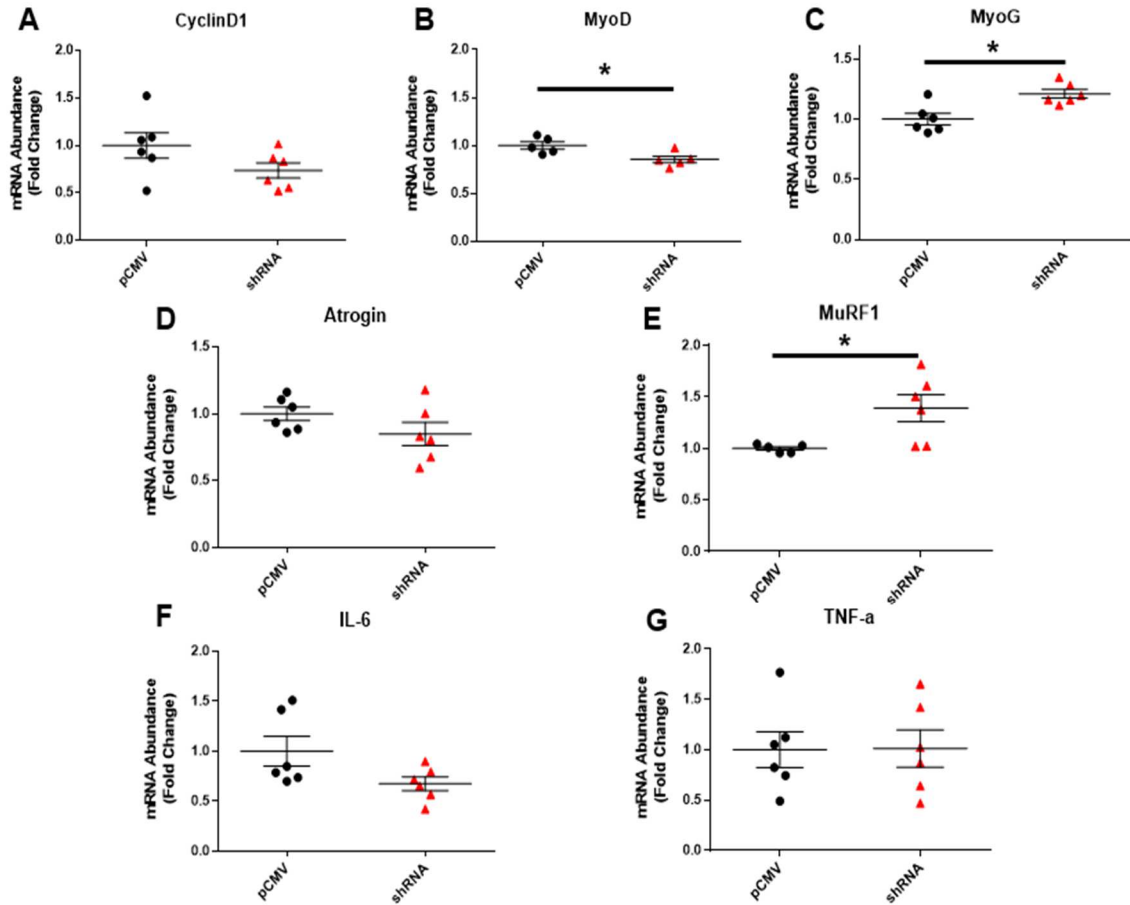 A
CyclinD1
mRNA Abundance
(Fold Change)
2.0
1.5
1.0
0.5
0.0
pCMV
shRNA
B
MyoD
*
mRNA Abundance
(Fold Change)
2.0
1.5
1.0
0.5
0.0
pCMV
shRNA
C
MyoG
*
mRNA Abundance
(Fold Change)
1.5
1.0
0.5
0.0
pCMV
shRNA
D
Atrogin
mRNA Abundance
(Fold Change)
1.5
1.0
0.5
0.0
pCMV
shRNA
E
MuRF1
*
mRNA Abundance
(Fold Change)
2.0
1.5
1.0
0.5
0.0
pCMV
shRNA
F
IL-6
mRNA Abundance
(Fold Change)
2.0
1.5
1.0
0.5
0.0
pCMV
shRNA
G
TNF-a
mRNA Abundance
(Fold Change)
2.0
1.5
1.0
0.5
0.0
pCMV
shRNA